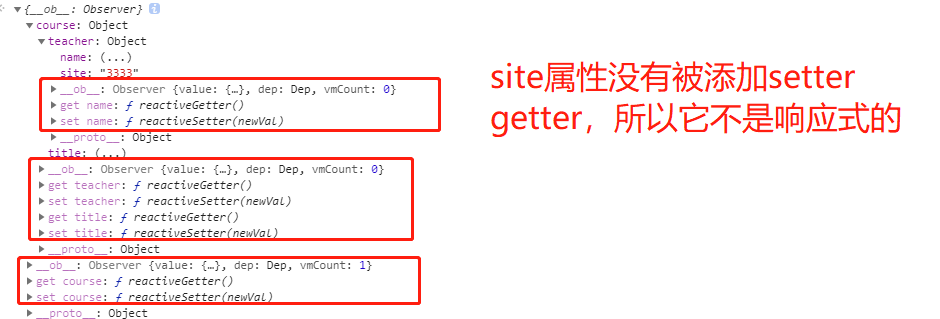 {__ob__: Observer} i
course: Object
teacher: Object
name: (...)
site: "3333"
__ob__: Observer {value: {…}, dep: Dep, vmCount: 0}
get name: ƒ reactiveGetter()
set name: ƒ reactiveSetter(newVal)
__proto__: Object
title: (...)
__ob__: Observer {value: {…}, dep: Dep, vmCount: 0}
get teacher: ƒ reactiveGetter()
set teacher: ƒ reactiveSetter(newVal)
get title: ƒ reactiveGetter()
set title: ƒ reactiveSetter(newVal)
__proto__: Object
__ob__: Observer {value: {…}, dep: Dep, vmCount: 1}
get course: ƒ reactiveGetter()
set course: ƒ reactiveSetter(newVal)
__proto__: Object
site属性没有被添加setter
getter，所以它不是响应式的